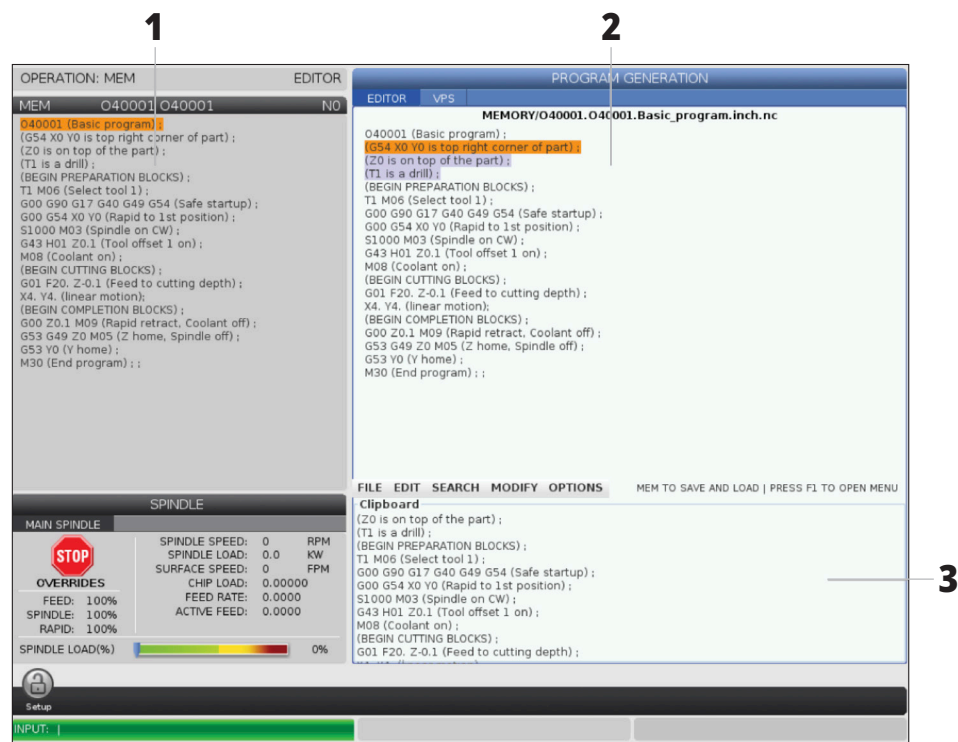 1
2
OPERATION: MEM EDITOR
MEM O40001 O40001 N0
O40001 (Basic program) ;
(G54 X0 Y0 is top right corner of part) ;
(Z0 is on top of the part) ;
(T1 is a drill) ;
(BEGIN PREPARATION BLOCKS) ;
T1 M06 (Select tool 1) ;
G00 G90 G17 G40 G49 G54 (Safe startup) ;
G00 G54 X0 Y0 (Rapid to 1st position) ;
S1000 M03 (Spindle on CW) ;
G43 H01 Z0.1 (Tool offset 1 on) ;
M08 (Coolant on) ;
(BEGIN CUTTING BLOCKS) ;
G01 F20. Z-0.1 (Feed to cutting depth) ;
X4. Y4. (linear motion);
(BEGIN COMPLETION BLOCKS) ;
G00 Z0.1 M09 (Rapid retract, Coolant off) ;
G53 G49 Z0 M05 (Z home, Spindle off) ;
G53 Y0 (Y home) ;
M30 (End program) ; ;
PROGRAM GENERATION
EDITOR VPS
MEMORY/O40001.O40001.Basic_program.inch.nc
O40001 (Basic program) ;
(G54 X0 Y0 is top right corner of part) ;
(Z0 is on top of the part) ;
(T1 is a drill) ;
(BEGIN PREPARATION BLOCKS) ;
T1 M06 (Select tool 1) ;
G00 G90 G17 G40 G49 G54 (Safe startup) ;
G00 G54 X0 Y0 (Rapid to 1st position) ;
S1000 M03 (Spindle on CW) ;
G43 H01 Z0.1 (Tool offset 1 on) ;
M08 (Coolant on) ;
(BEGIN CUTTING BLOCKS) ;
G01 F20. Z-0.1 (Feed to cutting depth) ;
X4. Y4. (linear motion);
(BEGIN COMPLETION BLOCKS) ;
G00 Z0.1 M09 (Rapid retract, Coolant off) ;
G53 G49 Z0 M05 (Z home, Spindle off) ;
G53 Y0 (Y home) ;
M30 (End program) ; ;
FILE EDIT SEARCH MODIFY OPTIONS MEM TO SAVE AND LOAD | PRESS F1 TO OPEN MENU
Clipboard
(Z0 is on top of the part) ;
(T1 is a drill) ;
(BEGIN PREPARATION BLOCKS) ;
T1 M06 (Select tool 1) ;
G00 G90 G17 G40 G49 G54 (Safe startup) ;
G00 G54 X0 Y0 (Rapid to 1st position) ;
S1000 M03 (Spindle on CW) ;
G43 H01 Z0.1 (Tool offset 1 on) ;
M08 (Coolant on) ;
(BEGIN CUTTING BLOCKS) ;
G01 F20. Z-0.1 (Feed to cutting depth) ;
3
SPINDLE
MAIN SPINDLE
STOP
OVERRIDES
FEED: 100%
SPINDLE: 100%
RAPID: 100%
SPINDLE SPEED: 0 RPM
SPINDLE LOAD: 0.0 KW
SURFACE SPEED: 0 FPM
CHIP LOAD: 0.00000
FEED RATE: 0.0000
ACTIVE FEED: 0.0000
SPINDLE LOAD(%) 0%
Setup
INPUT: |